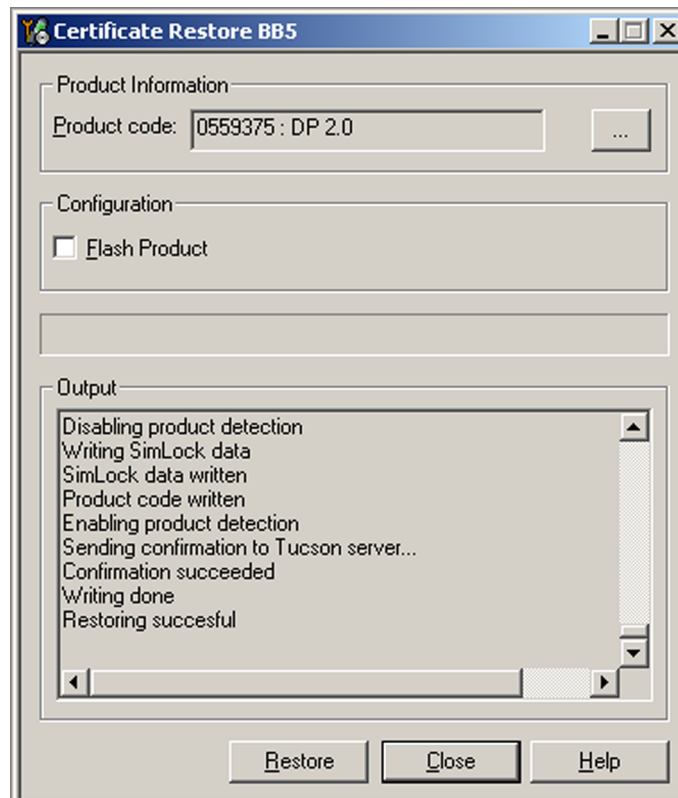 Certificate Restore BB5
Product Information
Product code: 0559375 : DP 2.0
...
Configuration
Flash Product
Output
Disabling product detection
Writing SimLock data
SimLock data written
Product code written
Enabling product detection
Sending confirmation to Tucson server...
Confirmation succeeded
Writing done
Restoring succesful
Restore Close Help